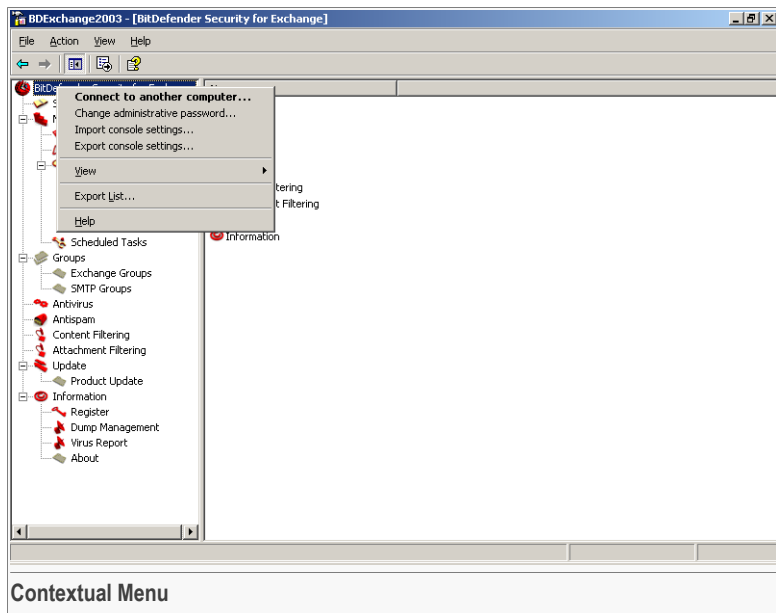 BDExchange2003 - [BitDefender Security for Exchange]
File Action View Help
Connect to another computer...
Change administrative password...
Import console settings...
Export console settings...
View
Export List...
Help
tering
t Filtering
Information
Scheduled Tasks
Groups
Exchange Groups
SMTP Groups
Antivirus
Antispam
Content Filtering
Attachment Filtering
Update
Product Update
Information
Register
Dump Management
Virus Report
About
Contextual Menu